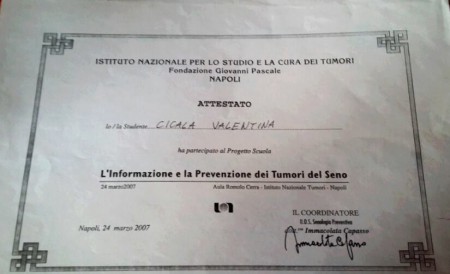 ISTITUTO NAZIONALE PER LO STUDIO E LA CURA DEI TUMORI
Fondazione Giovanni Pascale
NAPOLI
ATTESTATO
lo / la Studente CICALA VALENTINA
ha partecipato al Progetto Scuola
L'Informazione e la Prevenzione dei Tumori del Seno
24 marzo2007 Aula Romolo Cerra - Istituto Nazionale Tumori - Napoli
IL COORDINATORE
U.O.S. Senologia Preventiva
Immacolata Capasso
Napoli, 24 marzo 2007